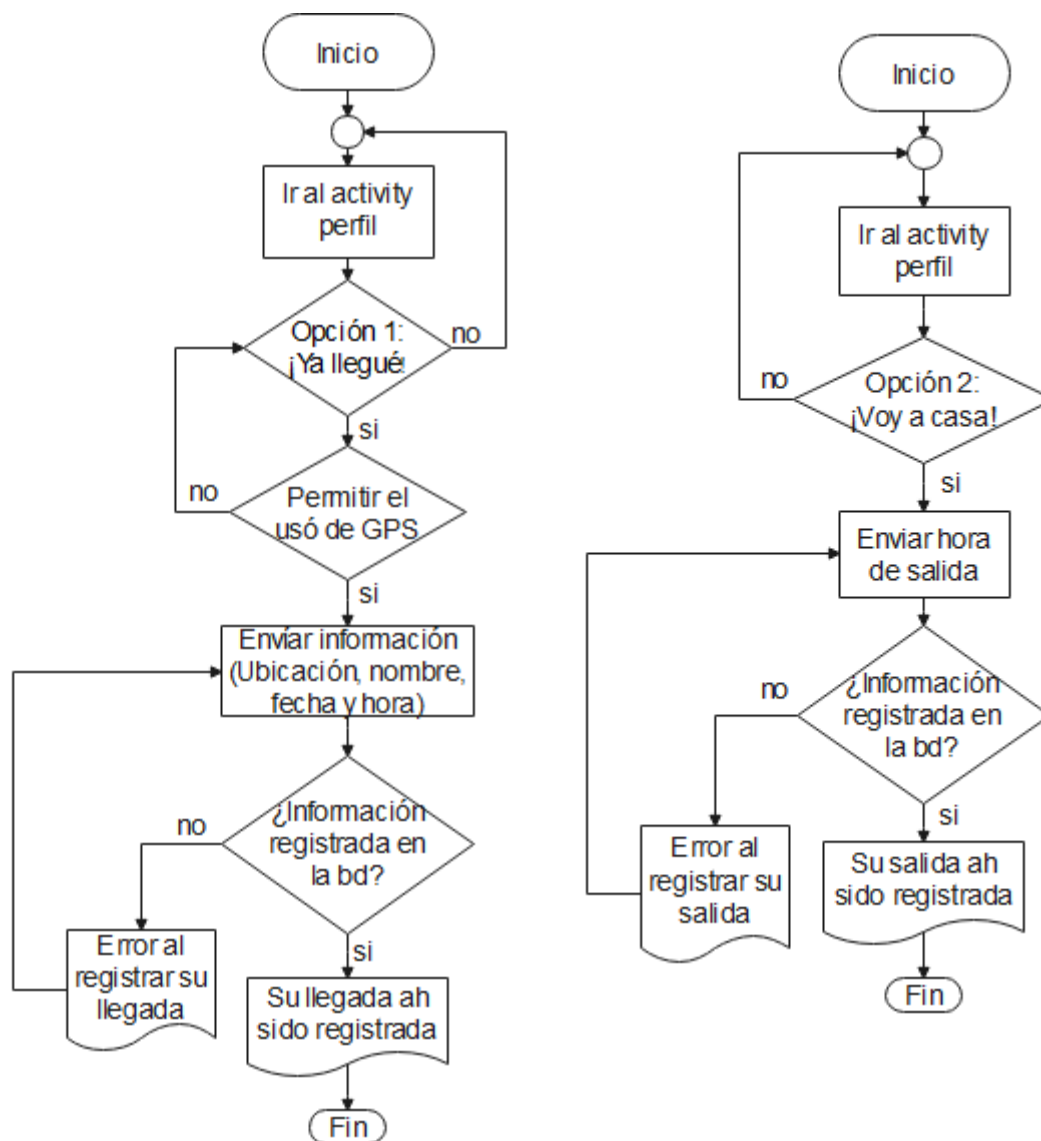 Inicio
Ir al activity
perfil
Opción 1:
¡Ya llegué!
no
si
Permitir el
usó de GPS
no
si
Envíar información
(Ubicación, nombre,
fecha y hora)
¿Información
registrada en
la bd?
no
Error al
registrar su
llegada
si
Su llegada ah
sido registrada
Fin
Inicio
Ir al activity
perfil
Opción 2:
¡Voy a casa!
no
si
Enviar hora
de salida
¿Información
registrada en
la bd?
no
Error al
registrar su
salida
si
Su salida ah
sido registrada
Fin